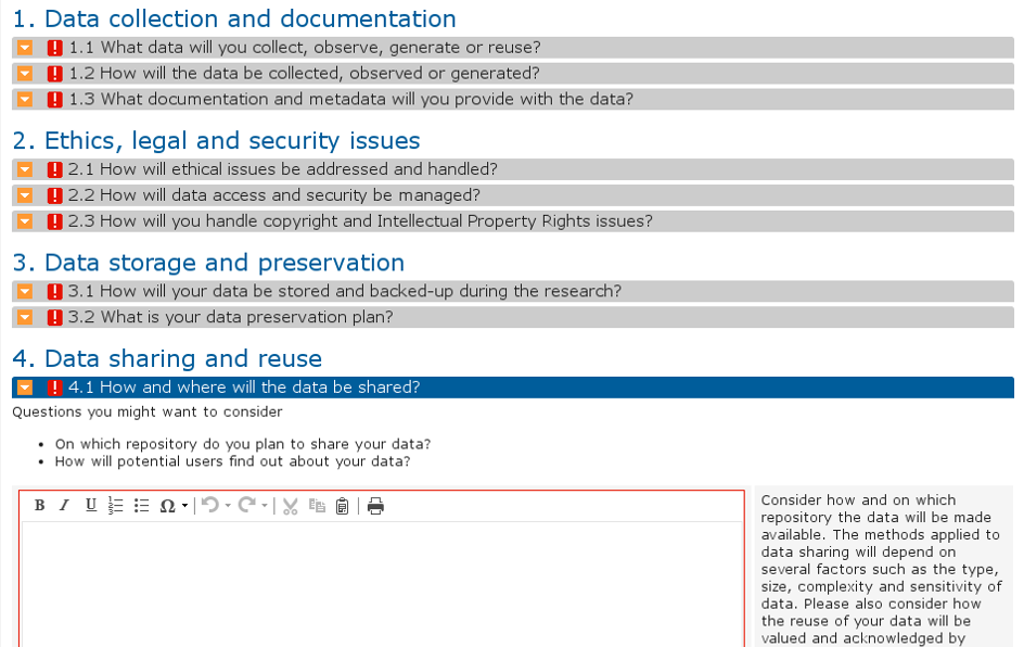 1. Data collection and documentation
1.1 What data will you collect, observe, generate or reuse?
1.2 How will the data be collected, observed or generated?
1.3 What documentation and metadata will you provide with the data?
2. Ethics, legal and security issues
2.1 How will ethical issues be addressed and handled?
2.2 How will data access and security be managed?
2.3 How will you handle copyright and Intellectual Property Rights issues?
3. Data storage and preservation
3.1 How will your data be stored and backed-up during the research?
3.2 What is your data preservation plan?
4. Data sharing and reuse
4.1 How and where will the data be shared?
Questions you might want to consider
• On which repository do you plan to share your data?
• How will potential users find out about your data?
B I U Ω
Consider how and on which
repository the data will be made
available. The methods applied to
data sharing will depend on
several factors such as the type,
size, complexity and sensitivity of
data. Please also consider how
the reuse of your data will be
valued and acknowledged by